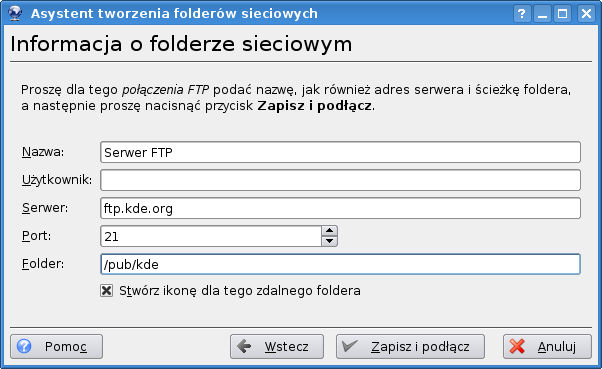 Asystent tworzenia folderów sieciowych
Informacja o folderze sieciowym
Proszę dla tego połączenia FTP podać nazwę, jak również adres serwera i ścieżkę foldera,
a następnie proszę nacisnąć przycisk Zapisz i podłącz.
Nazwa: Serwer FTP
Użytkownik:
Serwer: ftp.kde.org
Port: 21
Folder: /pub/kde
Stwórz ikonę dla tego zdalnego foldera
Pomoc Wstecz Zapisz i podłącz Anuluj